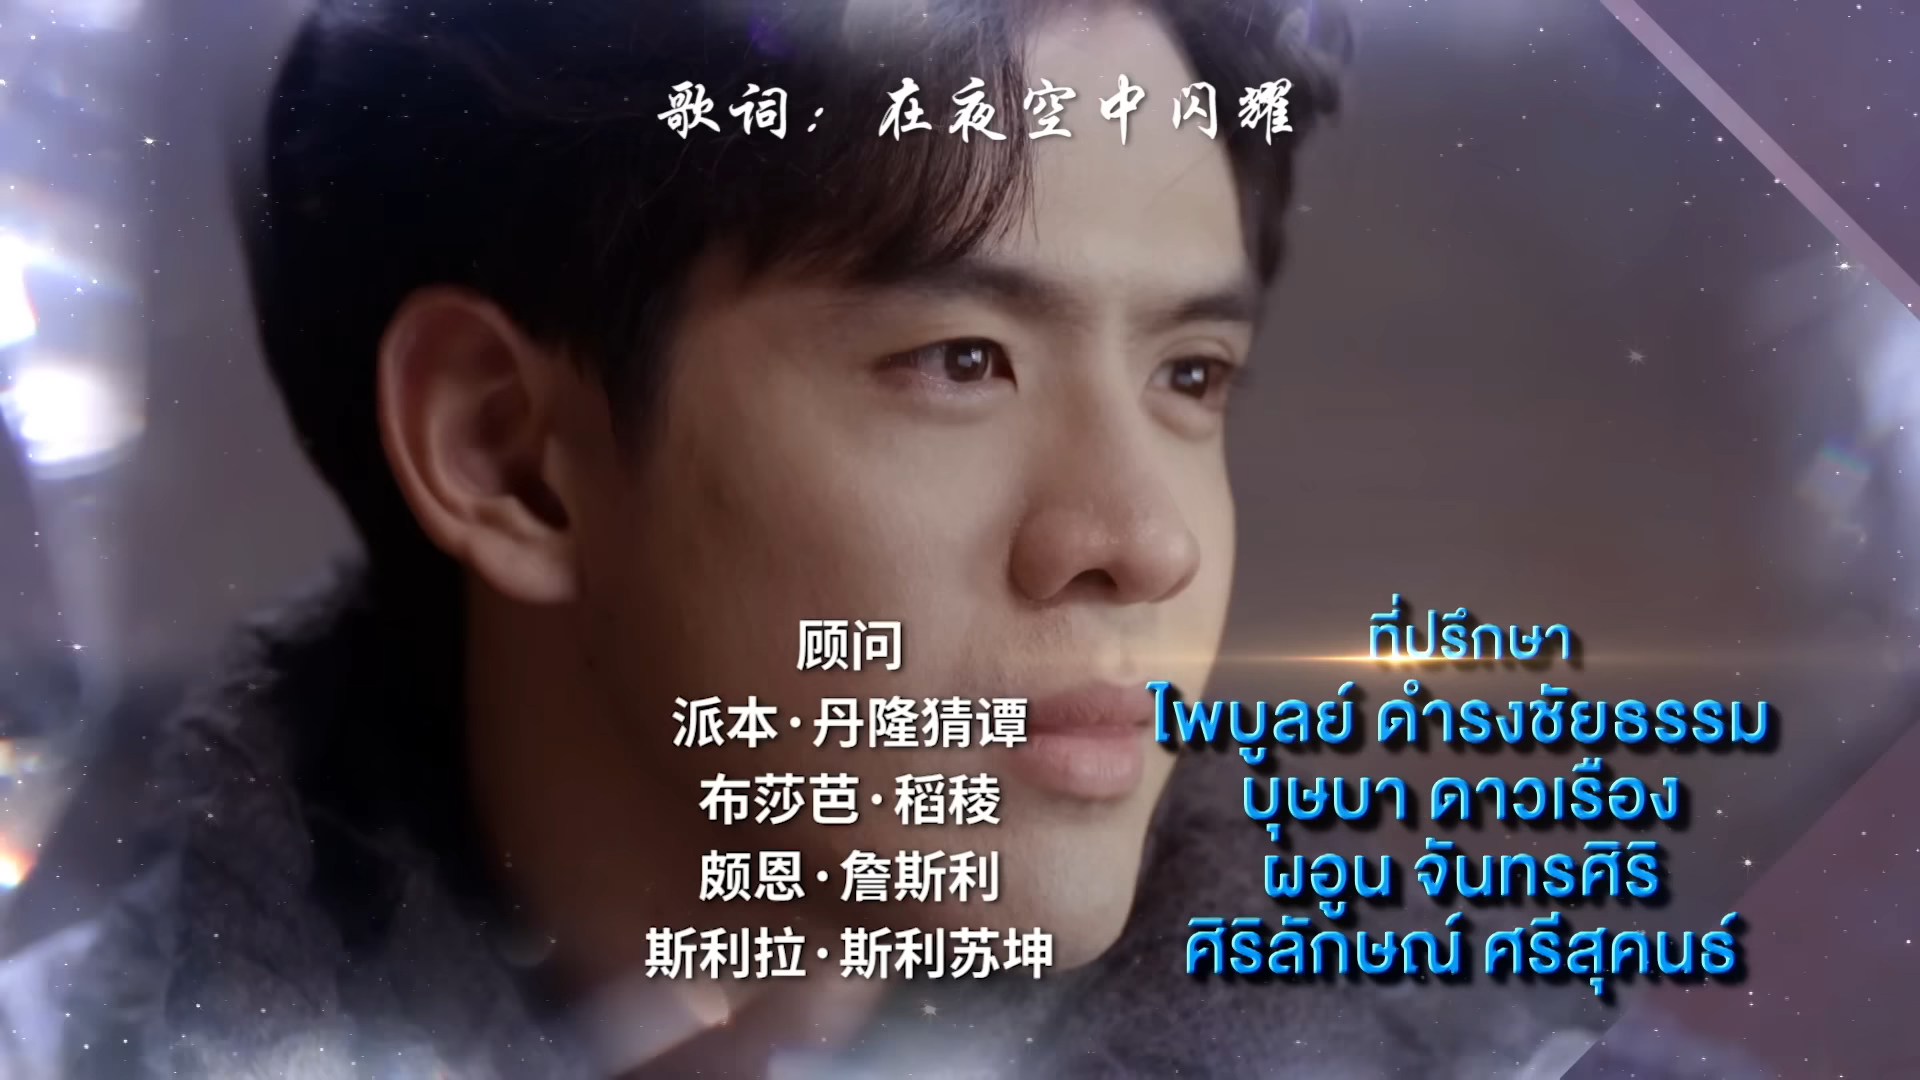 歌词：在夜空中闪耀
顾问
派本·丹隆猜谭
布莎芭·稻稜
颇恩·詹斯利
斯利拉·斯利苏坤
ที่ปรึกษา
ไพบูลย์ ดำรงชัยธรรม
บุษบา ดาวเรือง
ผอูน จันทรศิริ
ศิริลักษณ์ ศรีสุคนธ์